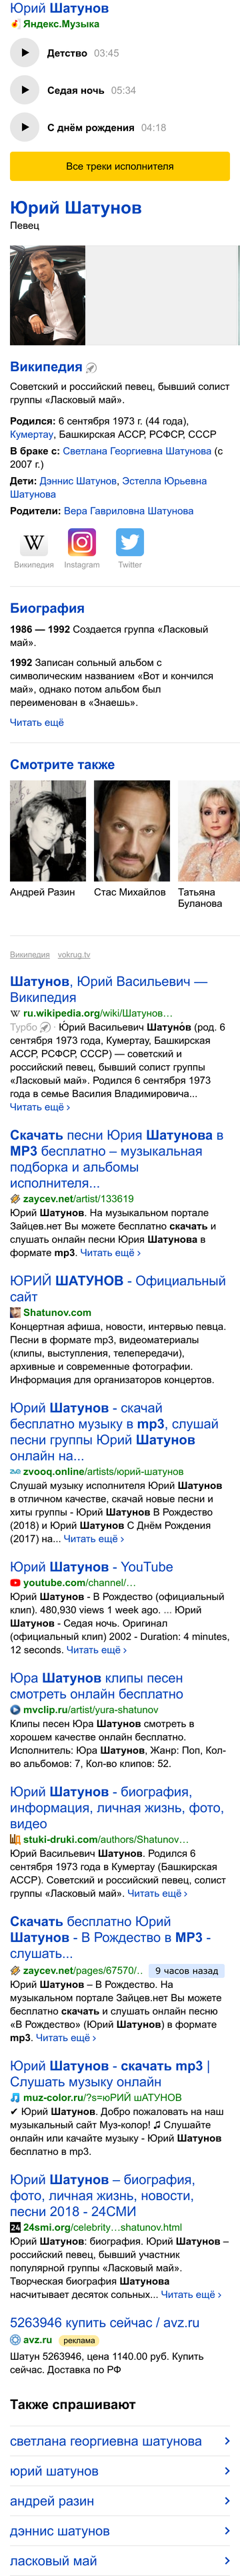 Юрий Шатунов
Яндекс.Музыка
Детство 03:45
Седая ночь 05:34
С днём рождения 04:18
Все треки исполнителя
Юрий Шатунов
Певец
Википедия
Советский и российский певец, бывший солист
группы «Ласковый май».
Родился: 6 сентября 1973 г. (44 года),
Кумертау, Башкирская АССР, РСФСР, СССР
В браке с: Светлана Георгиевна Шатунова (с
2007 г.)
Дети: Дэннис Шатунов, Эстелла Юрьевна
Шатунова
Родители: Вера Гавриловна Шатунова
W
Википедия Instagram Twitter
Биография
1986 — 1992 Создается группа «Ласковый
май».
1992 Записан сольный альбом с
символическим названием «Вот и кончился
май», однако потом альбом был
переименован в «Знаешь».
Читать ещё
Смотрите также
Андрей Разин Стас Михайлов Татьяна
Буланова
Википедия vokrug.tv
Шатунов, Юрий Васильевич —
Википедия
W ru.wikipedia.org/wiki/Шатунов…
Турбо · Ю́рий Васильевич Шатуно́в (род. 6
сентября 1973 года, Кумертау, Башкирская
АССР, РСФСР, СССР) — советский и
российский певец, бывший солист группы
«Ласковый май». Родился 6 сентября 1973
года в семье Василия Владимировича...
Читать ещё ›
Скачать песни Юрия Шатунова в
MP3 бесплатно – музыкальная
подборка и альбомы
исполнителя...
zaycev.net/artist/133619
Юрий Шатунов. На музыкальном портале
Зайцев.нет Вы можете бесплатно скачать и
слушать онлайн песни Юрия Шатунова в
формате mp3. Читать ещё ›
ЮРИЙ ШАТУНОВ - Официальный
сайт
Shatunov.com
Концертная афиша, новости, интервью певца.
Песни в формате mp3, видеоматериалы
(клипы, выступления, телепередачи),
архивные и современные фотографии.
Информация для организаторов концертов.
Юрий Шатунов - скачай
бесплатно музыку в mp3, слушай
песни группы Юрий Шатунов
онлайн на...
zvooq.online/artists/юрий-шатунов
Слушай музыку исполнителя Юрий Шатунов
в отличном качестве, скачай новые песни и
хиты группы - Юрий Шатунов В Рождество
(2018) и Юрий Шатунов С Днём Рождения
(2017) на... Читать ещё ›
Юрий Шатунов - YouTube
youtube.com/channel/…
Юрий Шатунов - В Рождество (официальный
клип). 480,930 views 1 week ago. ... Юрий
Шатунов - Седая ночь. Оригинал
(официальный клип) 2002 - Duration: 4 minutes,
12 seconds. Читать ещё ›
Юра Шатунов клипы песен
смотреть онлайн бесплатно
mvclip.ru/artist/yura-shatunov
Клипы песен Юра Шатунов смотреть в
хорошем качестве онлайн бесплатно.
Исполнитель: Юра Шатунов, Жанр: Поп, Кол-
во альбомов: 7, Кол-во клипов: 52.
Юрий Шатунов - биография,
информация, личная жизнь, фото,
видео
stuki-druki.com/authors/Shatunov…
Юрий Васильевич Шатунов. Родился 6
сентября 1973 года в Кумертау (Башкирская
АССР). Советский и российский певец, солист
группы «Ласковый май». Читать ещё ›
Скачать бесплатно Юрий
Шатунов - В Рождество в MP3 -
слушать...
zaycev.net/pages/67570/… 9 часов назад
Юрий Шатунов – В Рождество. На
музыкальном портале Зайцев.нет Вы можете
бесплатно скачать и слушать онлайн песню
«В Рождество» (Юрий Шатунов) в формате
mp3. Читать ещё ›
Юрий Шатунов - скачать mp3 |
Слушать музыку онлайн
muz-color.ru/?s=юРИЙ шАТУНОВ
✔ Юрий Шатунов. Добро пожаловать на наш
музыкальный сайт Муз-колор! ♫ Слушайте
онлайн или качайте музыку - Юрий Шатунов
бесплатно в mp3.
Юрий Шатунов – биография,
фото, личная жизнь, новости,
песни 2018 - 24СМИ
24smi.org/celebrity…shatunov.html
Юрий Шатунов: биография. Юрий Шатунов –
российский певец, бывший участник
популярной группы «Ласковый май».
Творческая биография Шатунова
насчитывает десяток сольных... Читать ещё ›
5263946 купить сейчас / avz.ru
avz.ru реклама
Шатун 5263946, цена 1140.00 руб. Купить
сейчас. Доставка по РФ
Также спрашивают
светлана георгиевна шатунова
юрий шатунов
андрей разин
дэннис шатунов
ласковый май